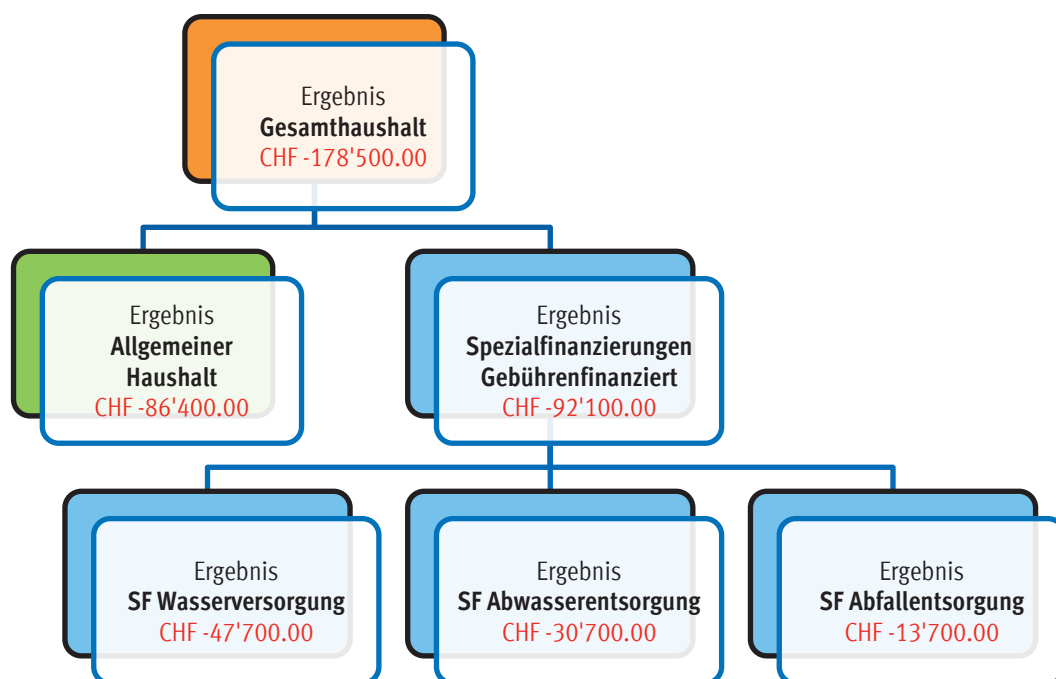 Ergebnis
Gesamthaushalt
CHF -178'500.00
Ergebnis
Allgemeiner
Haushalt
CHF -86'400.00
Ergebnis
Spezialfinanzierungen
Gebührenfinanziert
CHF -92'100.00
Ergebnis
SF Wasserversorgung
CHF -47'700.00
Ergebnis
SF Abwasserentsorgung
CHF -30'700.00
Ergebnis
SF Abfallentsorgung
CHF -13'700.00